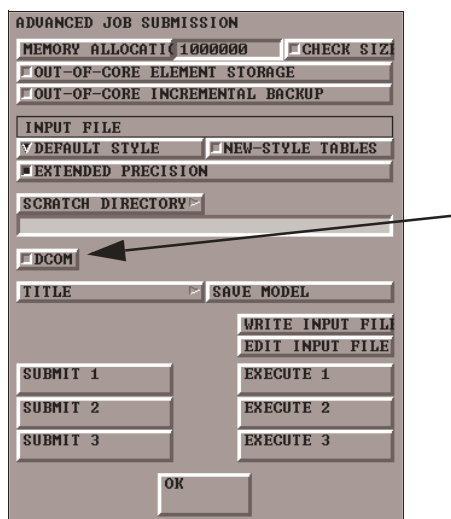 ADVANCED JOB SUBMISSION
MEMORY ALLOCATI 1000000 CHECK SIZ
OUT-OF-CORE ELEMENT STORAGE
OUT-OF-CORE INCREMENTAL BACKUP
INPUT FILE
DEFAULT STYLE NEW-STYLE TABLES
EXTENDED PRECISION
SCRATCH DIRECTORY
DCOM
TITLE SAVE MODEL
WRITE INPUT FIL
EDIT INPUT FILE
SUBMIT 1 EXECUTE 1
SUBMIT 2 EXECUTE 2
SUBMIT 3 EXECUTE 3
OK